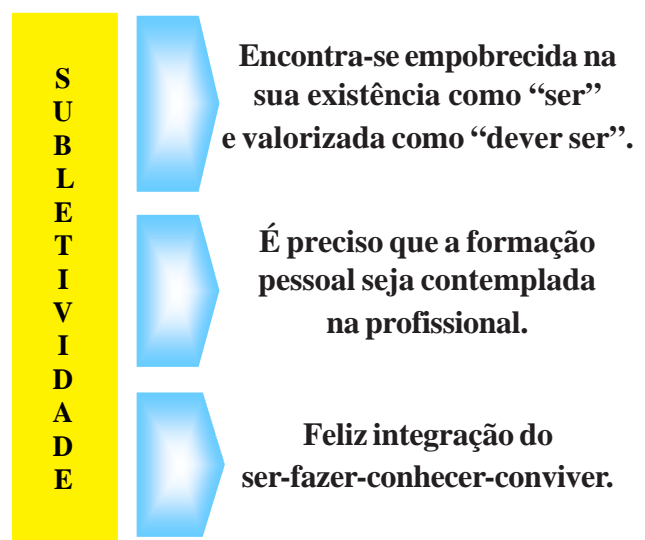 SUBLETIVIDADE
Encontra-se empobrecida na
sua existência como “ser”
e valorizada como “dever ser”.
É preciso que a formação
pessoal seja contemplada
na profissional.
Feliz integração do
ser-fazer-conhecer-conviver.